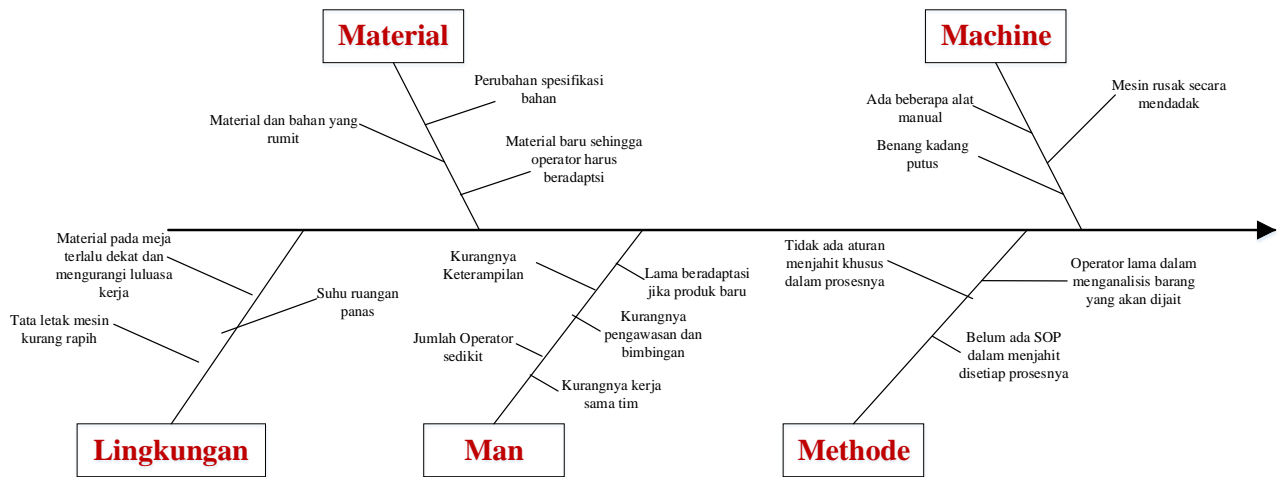 Material
Machine
Perubahan spesifikasi
bahan
Material dan bahan yang
rumit
Material baru sehingga
operator harus
beradaptsi
Ada beberapa alat
manual
Mesin rusak secara
mendadak
Benang kadang
putus
Material pada meja
terlalu dekat dan
mengurangi luluasa
kerja
Suhu ruangan
panas
Tata letak mesin
kurang rapih
Kurangnya
Keterampilan
Lama beradaptasi
jika produk baru
Kurangnya
pengawasan dan
bimbingan
Jumlah Operator
sedikit
Kurangnya kerja
sama tim
Tidak ada aturan
menjahit khusus
dalam prosesnya
Operator lama dalam
menganalisis barang
yang akan dijait
Belum ada SOP
dalam menjahit
disetiap prosesnya
Lingkungan
Man
Methode